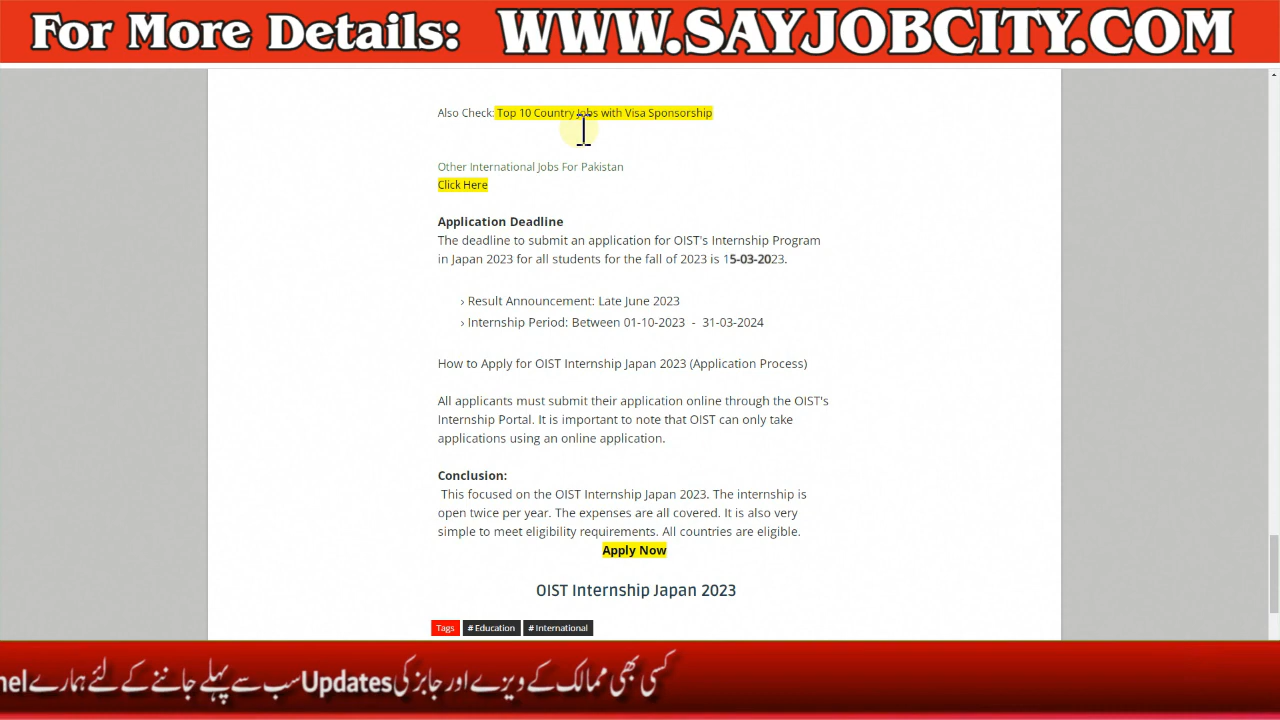 For More Details: WWW.SAYJOBCITY.COM
Also Check: Top 10 Country Jobs with Visa Sponsorship
Other International Jobs For Pakistan
Click Here
Application Deadline
The deadline to submit an application for OIST's Internship Program
in Japan 2023 for all students for the fall of 2023 is 15-03-2023.
› Result Announcement: Late June 2023
› Internship Period: Between 01-10-2023 - 31-03-2024
How to Apply for OIST Internship Japan 2023 (Application Process)
All applicants must submit their application online through the OIST's
Internship Portal. It is important to note that OIST can only take
applications using an online application.
Conclusion:
This focused on the OIST Internship Japan 2023. The internship is
open twice per year. The expenses are all covered. It is also very
simple to meet eligibility requirements. All countries are eligible.
Apply Now
OIST Internship Japan 2023
Tags # Education # International
کسی بھی ممالک کے ویزے اور جابز کی Updates سب سے پہلے جاننے کے لئے ہمارے nel